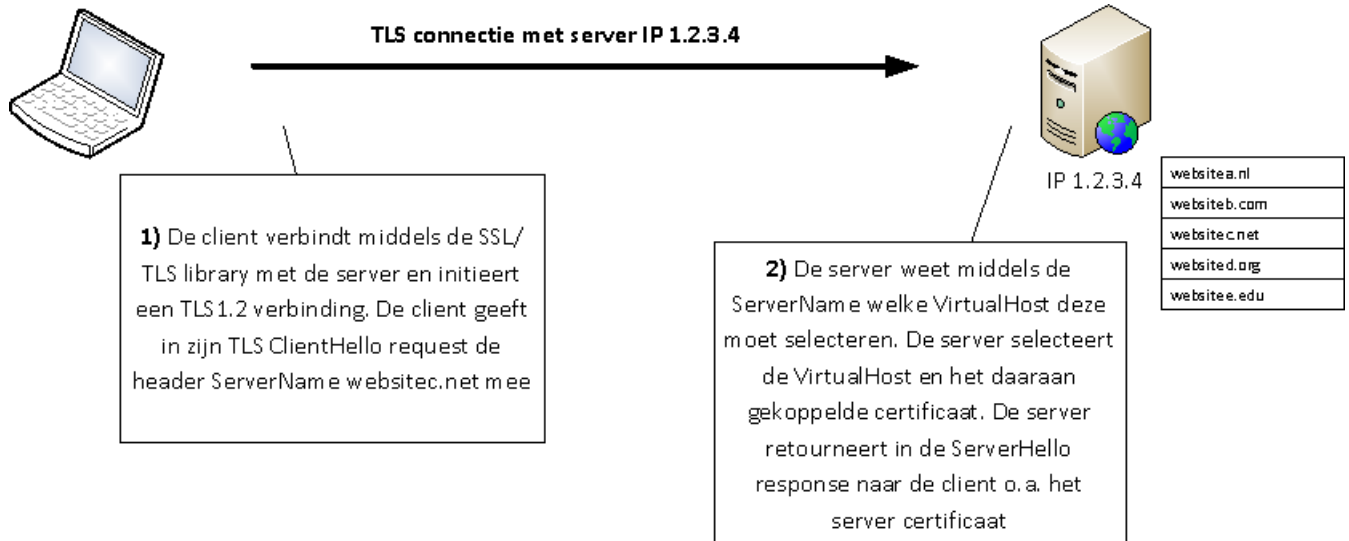 TLS connectie met server IP 1.2.3.4
IP 1.2.3.4
websitea.nl
websiteb.com
websitec.net
websited.org
websitee.edu
1) De client verbindt middels de SSL/
TLS library met de server en initieert
een TLS1.2 verbinding. De client geeft
in zijn TLS ClientHello request de
header ServerName websitec.net mee
2) De server weet middels de
ServerName welke VirtualHost deze
moet selecteren. De server selecteert
de VirtualHost en het daaraan
gekoppelde certificaat. De server
retourneert in de ServerHello
response naar de client o.a. het
server certificaat